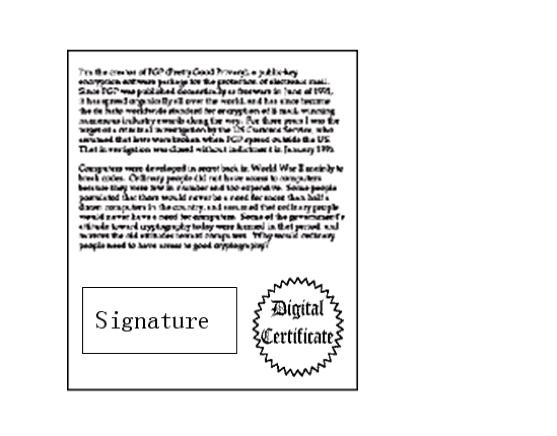 I'm the creator of PGP (Pretty Good Privacy), a public-key
encryption software package for the protection of electronic mail.
Since PGP was published domestically as freeware in June of 1991,
it has spread organically all over the world, and has since become
the de facto worldwide standard for encryption of E-mail, winning
numerous industry awards along the way. For three years I was the
target of a criminal investigation by the US Customs Service, who
assumed that laws were broken when PGP spread outside the US.
That investigation was closed without indictment in January 1996.
Computers were developed in secret back in World War II mainly to
break codes. Ordinary people did not have access to computers,
because they were few in number and too expensive. Some people
postulated that there would never be a need for more than half a
dozen computers in the country, and assumed that ordinary people
would never have a need for computers. Some of the government's
attitude toward cryptography today were formed in that period, and
mirrors the old attitudes toward computers. Why would ordinary
people need to have access to good cryptography?
Signature
Digital
Certificate